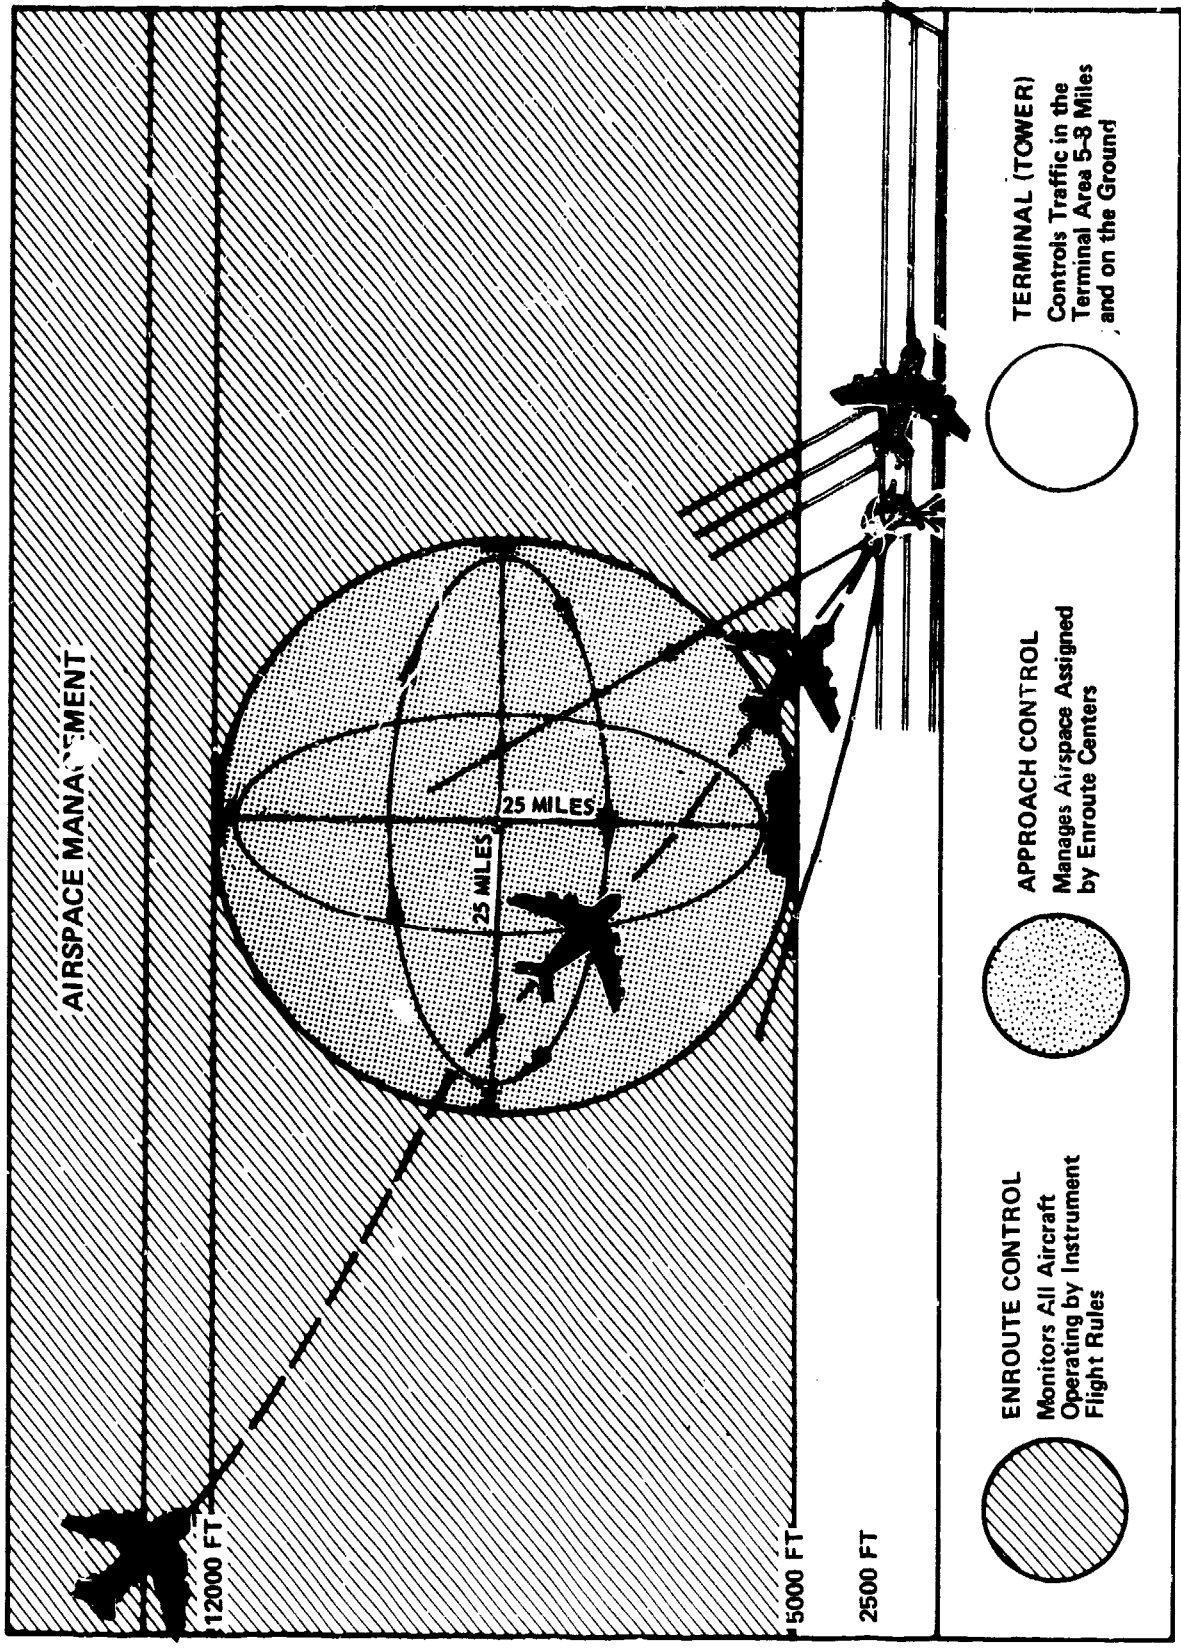 AIRSPACE MANAGEMENT
12000 FT
25 MILES
25 MILES
5000 FT
2500 FT
ENROUTE CONTROL
Monitors All Aircraft
Operating by Instrument
Flight Rules
APPROACH CONTROL
Manages Airspace Assigned
by Enroute Centers
TERMINAL (TOWER)
Controls Traffic in the
Terminal Area 5-8 Miles
and on the Ground